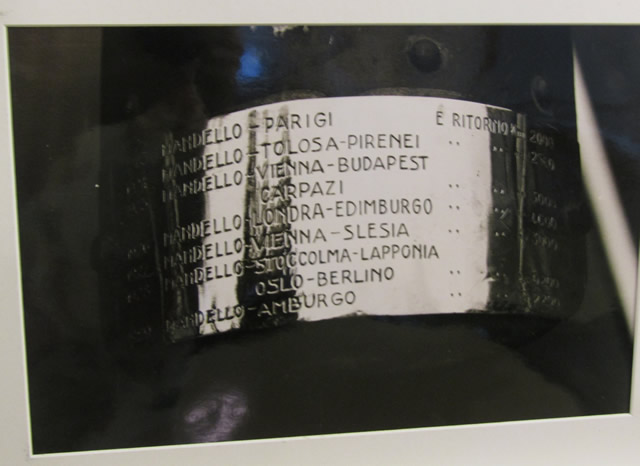 MANDELLO-PARIGI E RITORNO K. 2000
MANDELLO-TOLOSA-PIRENEI " "
MANDELLO-VIENNA-BUDAPEST
CARPAZI " "
MANDELLO-LONDRA-EDIMBURGO " "
MANDELLO-VIENNA-SLESIA " "
MANDELLO-STOCCOLMA-LAPPONIA
OSLO-BERLINO " "
MANDELLO-AMBURGO " "